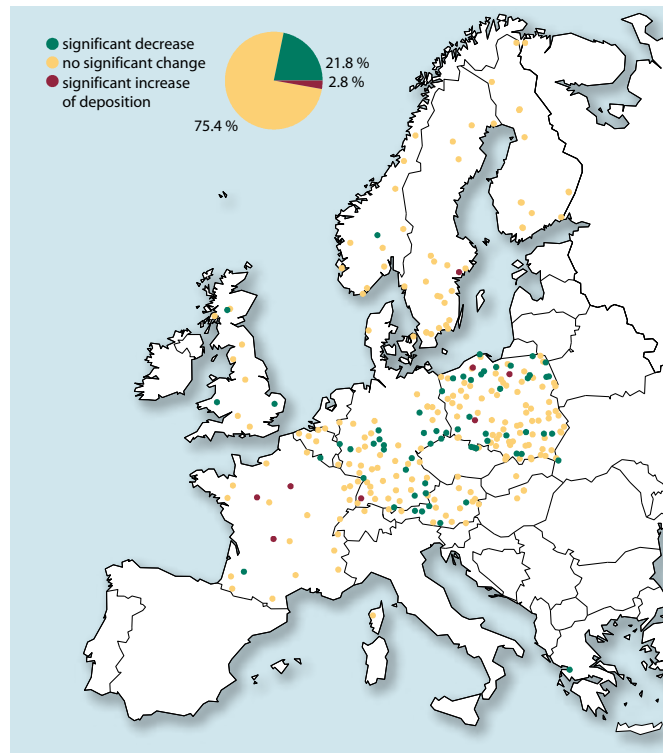 significant decrease
no significant change
significant increase
of deposition
21.8 %
2.8 %
75.4 %